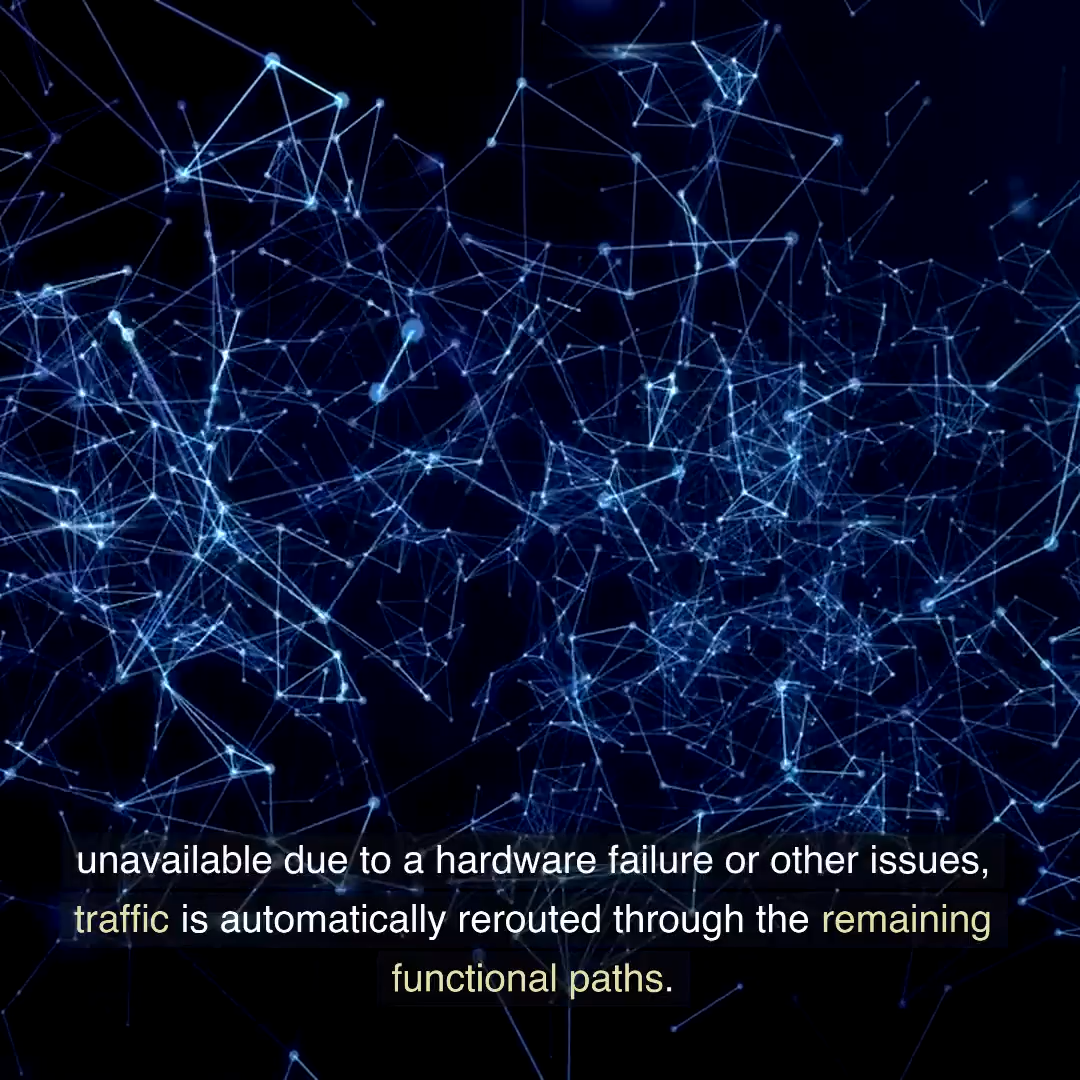 unavailable due to a hardware failure or other issues,
traffic is automatically rerouted through the remaining
functional paths.